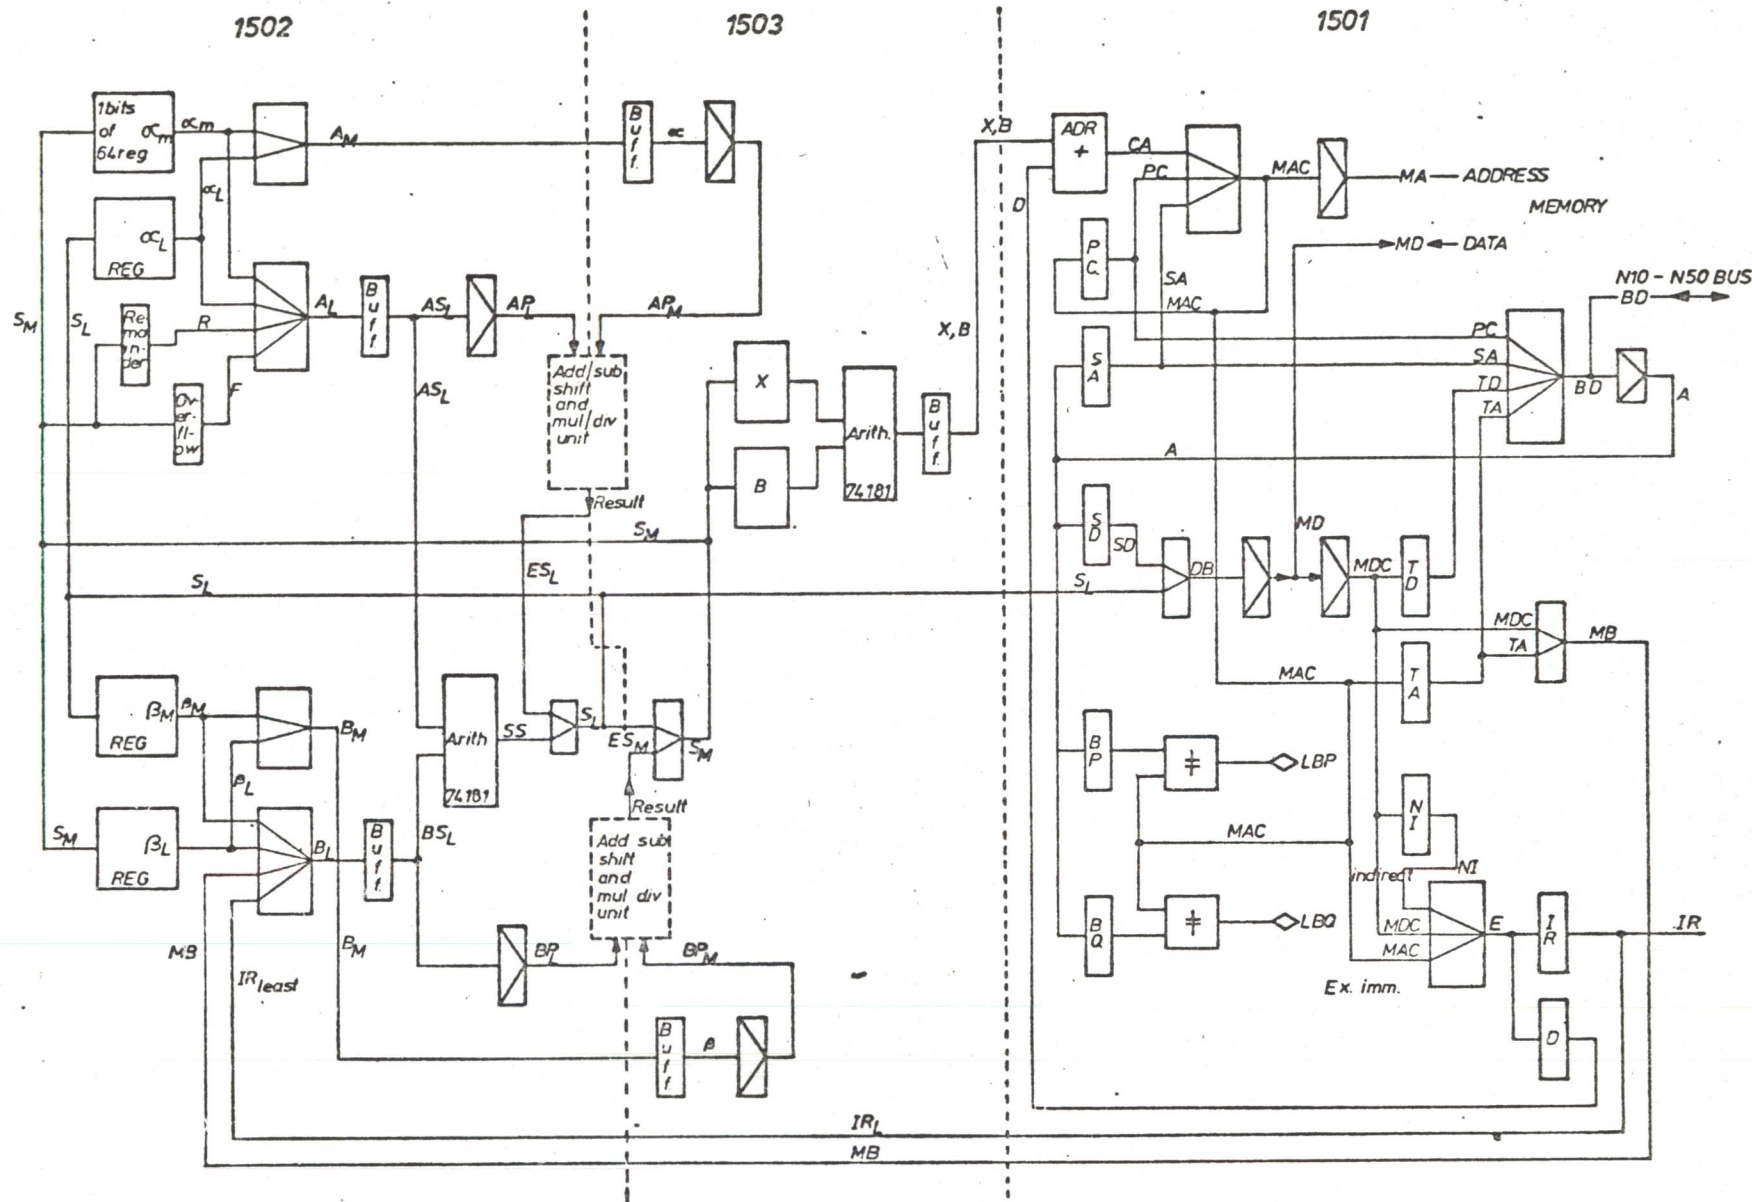 1502
1503
1501
1bits
of
64reg
αm
αm
AM
Buff.
α
X,B
ADR
+
CA
PC
MAC
MA
ADDRESS
MEMORY
αL
αL
REG
D
PC.
SA
MAC
MD
DATA
N10-N50 BUS
BD
SM
SL
Remainder
R
AL
Buff
ASL
APL
APM
X,B
PC
SA
TD
TA
BD
A
Overflow
F
ASL
Add/sub
shift
and
mul/div
unit
X
Arith.
74181
Buff.
SA
B
A
Result
SM
ESL
SD
SD
DB
MD
MDC
TD
SL
SL
MDC
TA
MB
MAC
TA
βM
REG
βM
BM
Arith
74181
SS
SL
ESM
SM
BP
‡
LBP
βL
Result
SM
βL
REG
BL
Buff.
BSL
Add sub
shift
and
mul div
unit
MAC
NI
indirect
NI
BQ
‡
LBQ
MDC
MAC
E
IR
IR
Ex. imm.
MB
IRleast
BM
BPL
BPM
Buff.
β
D
IRL
MB